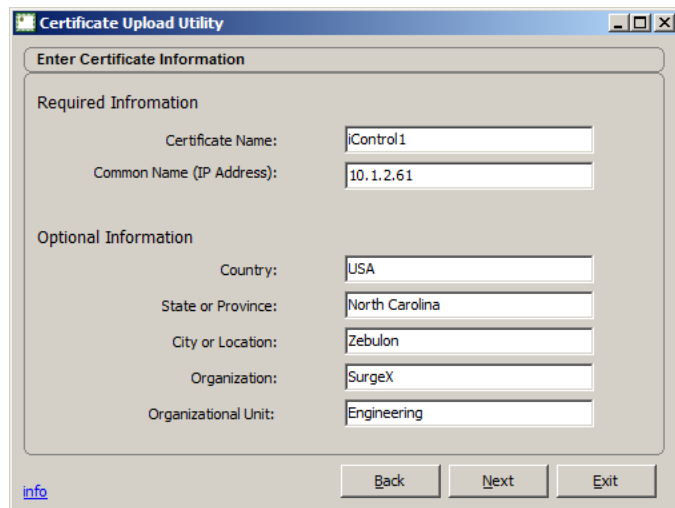 Certificate Upload Utility
Enter Certificate Information
Required Infromation
Certificate Name: iControl1
Common Name (IP Address): 10.1.2.61
Optional Information
Country: USA
State or Province: North Carolina
City or Location: Zebulon
Organization: SurgeX
Organizational Unit: Engineering
info Back Next Exit